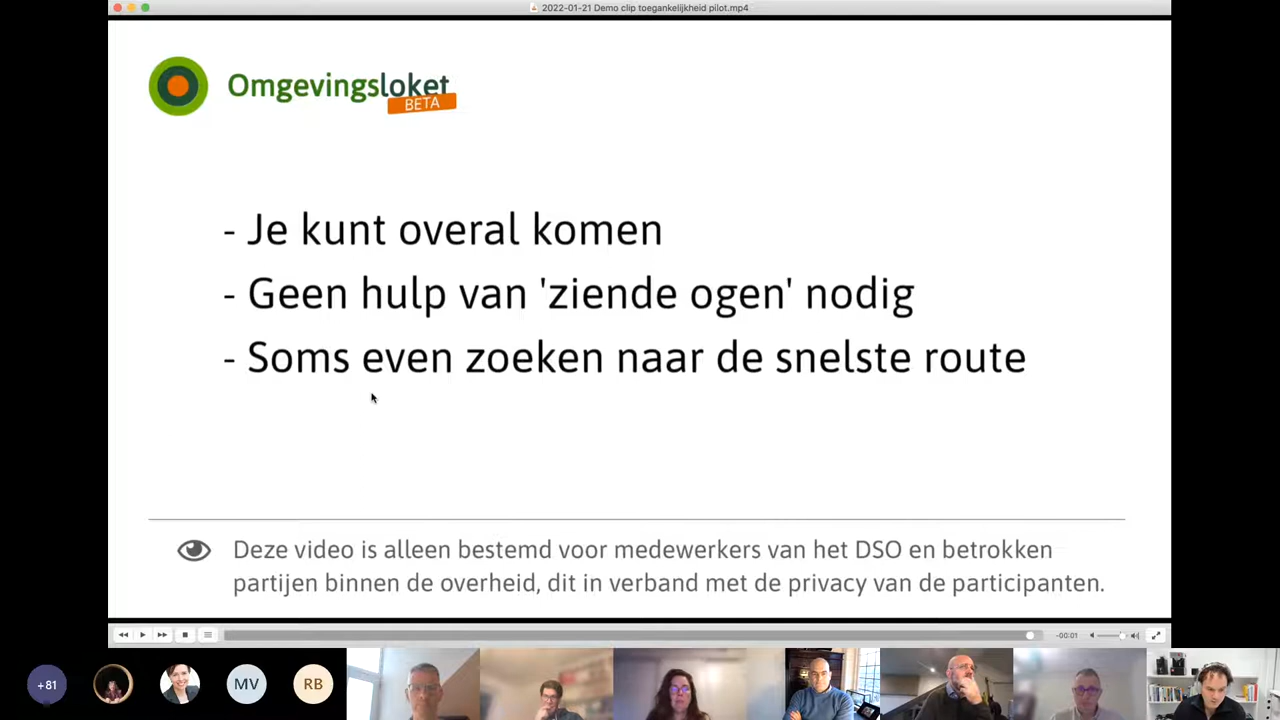 2022-01-21 Demo clip toegankelijkheid pilot.mp4
Omgevingsloket
BETA
- Je kunt overal komen
- Geen hulp van 'ziende ogen' nodig
- Soms even zoeken naar de snelste route
Deze video is alleen bestemd voor medewerkers van het DSO en betrokken
partijen binnen de overheid, dit in verband met de privacy van de participanten.
-00:01
+81
MV
RB